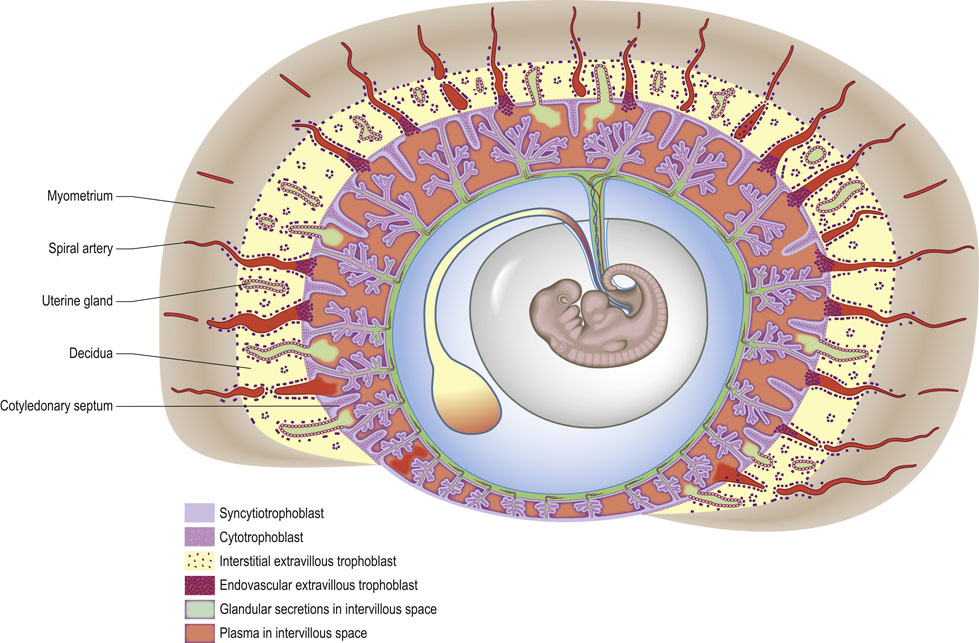 Myometrium
Spiral artery
Uterine gland
Decidua
Cotyledonary septum
Syncytiotrophoblast
Cytotrophoblast
Interstitial extravillous trophoblast
Endovascular extravillous trophoblast
Glandular secretions in intervillous space
Plasma in intervillous space